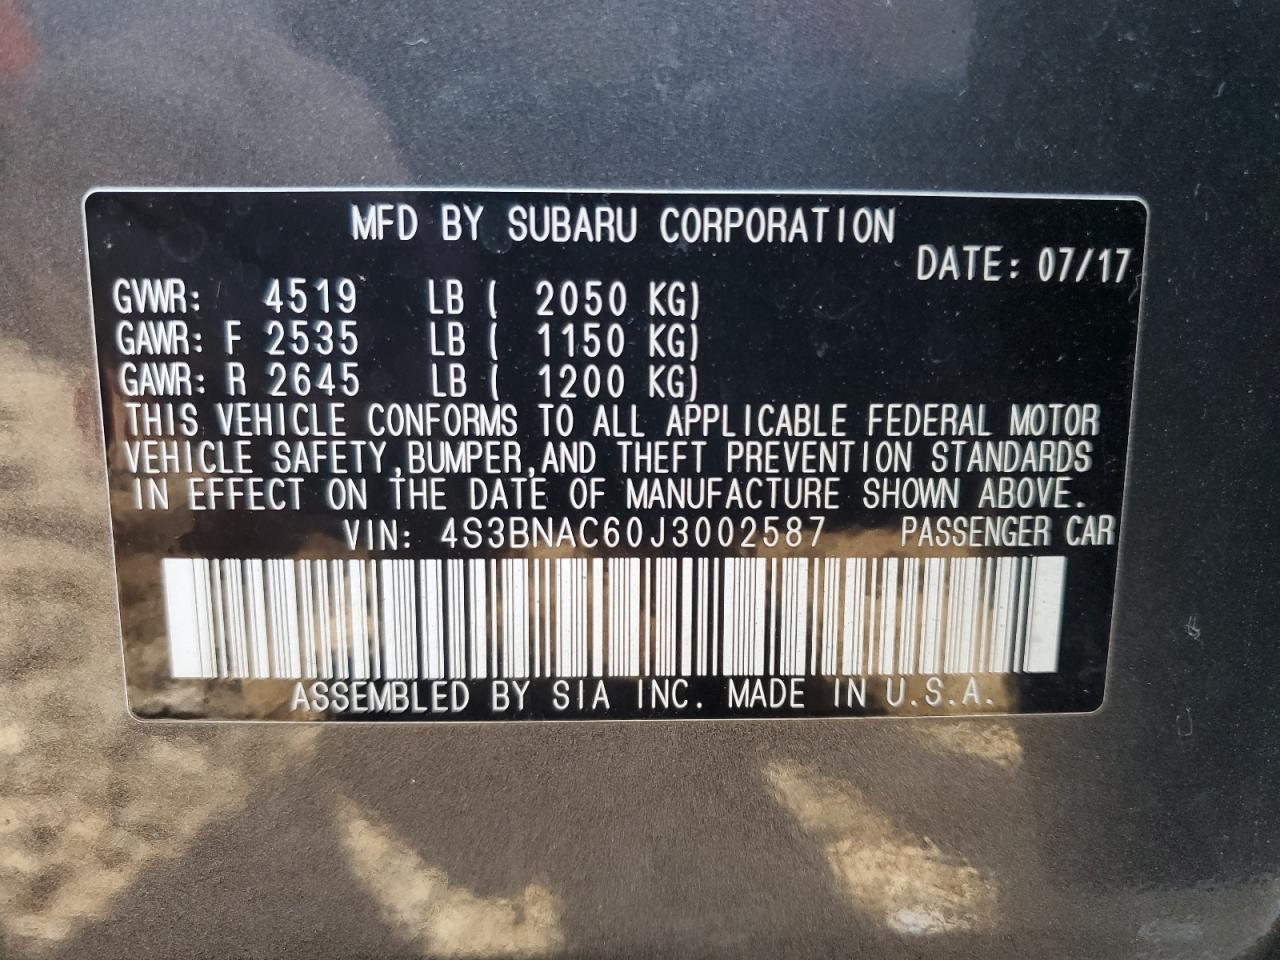 MFD BY SUBARU CORPORATION
DATE: 07/17
GVWR: 4519 LB ( 2050 KG)
GAWR: F 2535 LB ( 1150 KG)
GAWR: R 2645 LB ( 1200 KG)
THIS VEHICLE CONFORMS TO ALL APPLICABLE FEDERAL MOTOR
VEHICLE SAFETY,BUMPER,AND THEFT PREVENTION STANDARDS
IN EFFECT ON THE DATE OF MANUFACTURE SHOWN ABOVE.
VIN: 4S3BNAC60J3002587 PASSENGER CAR
ASSEMBLED BY SIA INC. MADE IN U.S.A.